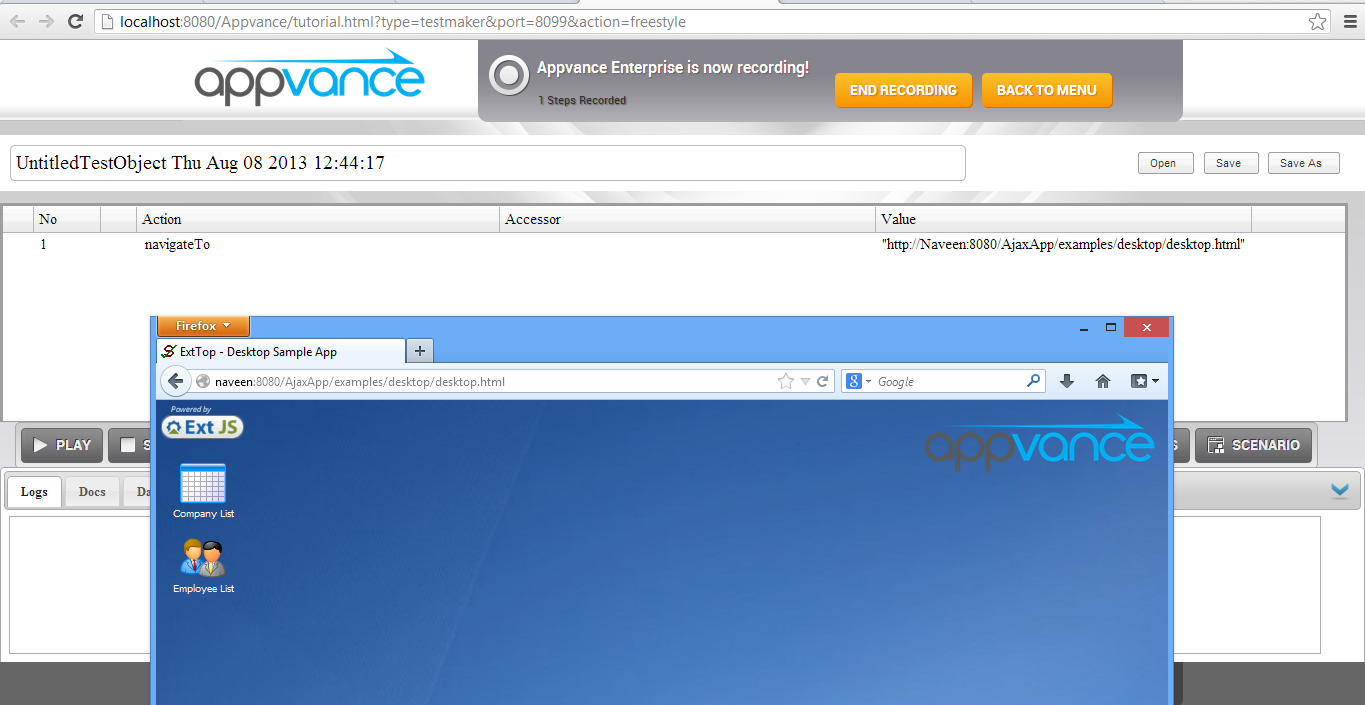 localhost:8080/Appvance/tutorial.html?type=testmaker&port=8099&action=freestyle
appvance
Appvance Enterprise is now recording!
1 Steps Recorded
END RECORDING
BACK TO MENU
UntitledTestObject Thu Aug 08 2013 12:44:17
Open
Save
Save As
No Action Accessor Value
1 navigateTo "http://Naveen:8080/AjaxApp/examples/desktop/desktop.html"
Firefox
ExtTop - Desktop Sample App
naveen:8080/AjaxApp/examples/desktop/desktop.html
8 Google
Powered by
Ext JS
appvance
PLAY
S
S
SCENARIO
Logs
Docs
Da
Company List
Employee List